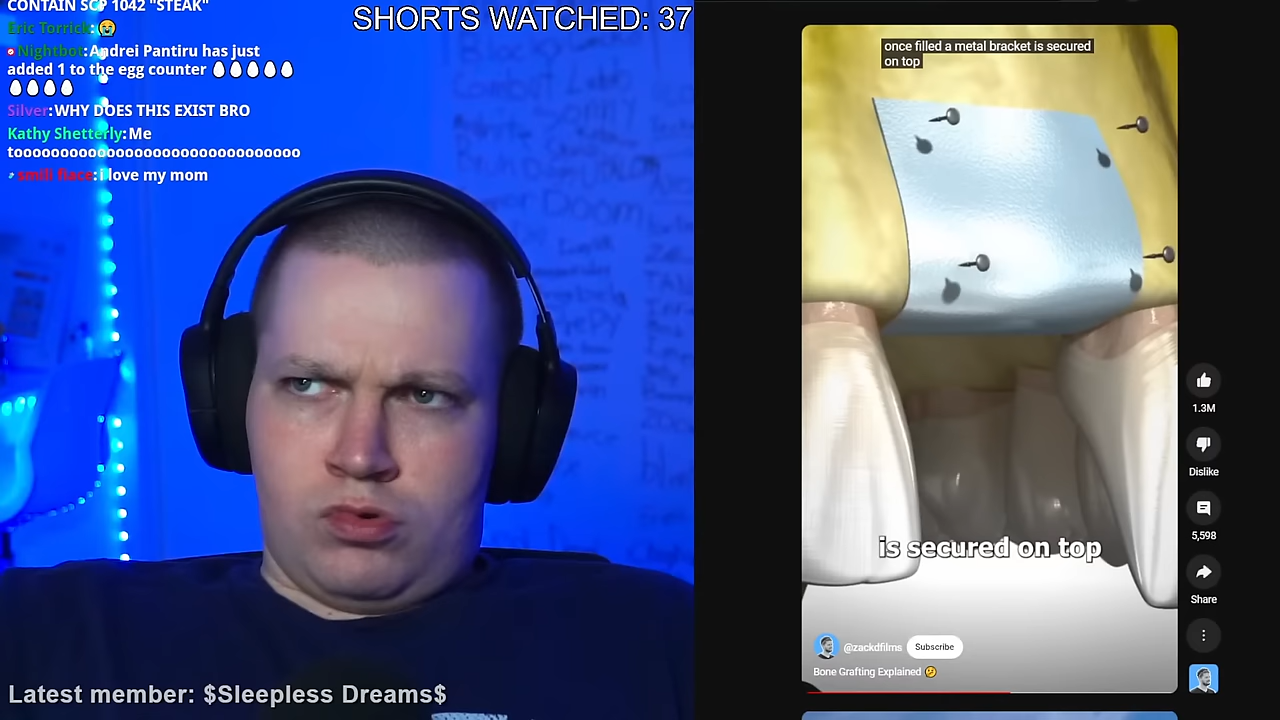 CONTAIN SCP 1042 "STEAK"
Eric Torrick:
Nightbot: Andrei Pantiru has just
added 1 to the egg counter
Silver: WHY DOES THIS EXIST BRO
Kathy Shetterly: Me
tooooooooooooooooooooooooooooooo
smili flace: i love my mom
Latest member: $Sleepless Dreams$
SHORTS WATCHED: 37
once filled a metal bracket is secured
on top
is secured on top
@zackdfilms
Subscribe
Bone Grafting Explained
1.3M
Dislike
5,598
Share